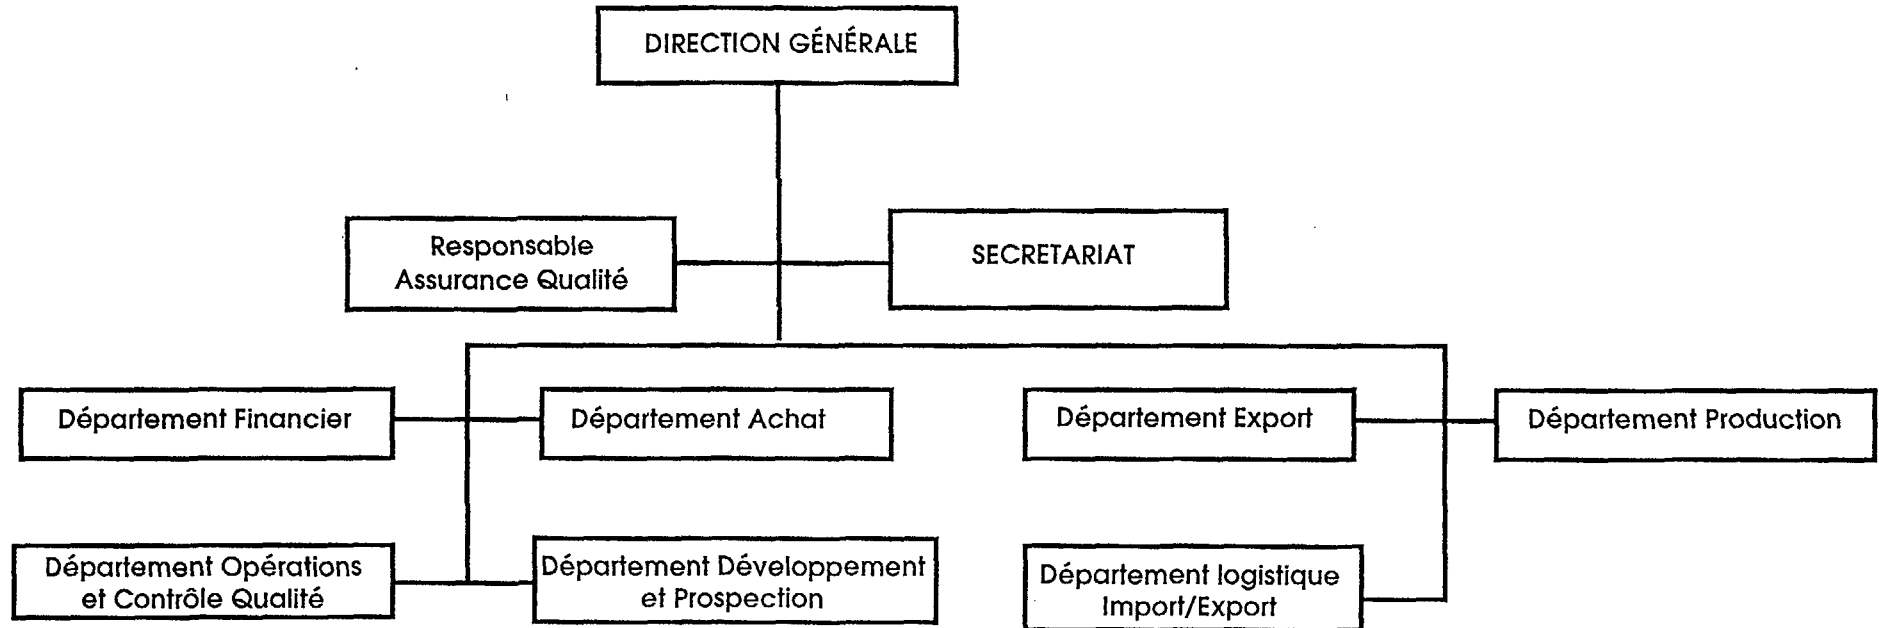 DIRECTION GÉNÉRALE
Responsable
Assurance Qualité
SECRETARIAT
Département Financier
Département Achat
Département Export
Département Production
Département Opérations
et Contrôle Qualité
Département Développement
et Prospection
Département logistique
Import/Export